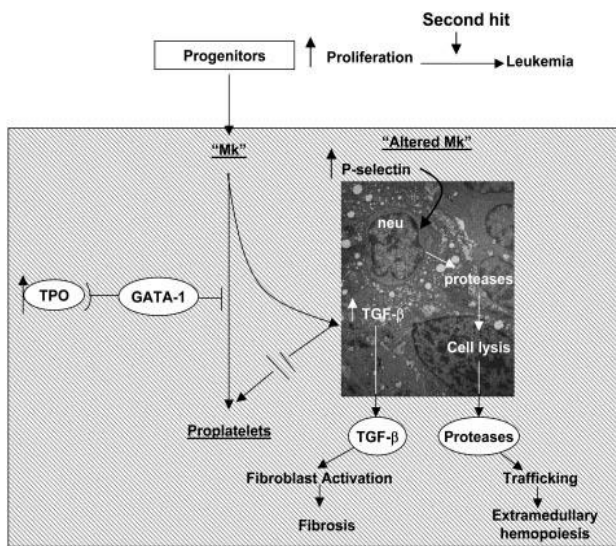 Second hit
Progenitors
Proliferation
Leukemia
"Mk"
"Altered Mk"
P-selectin
neu
proteases
TPO
GATA-1
TGF-β
Cell lysis
Proplatelets
TGF-β
Proteases
Fibroblast Activation
Trafficking
Fibrosis
Extramedullary
hemopoiesis